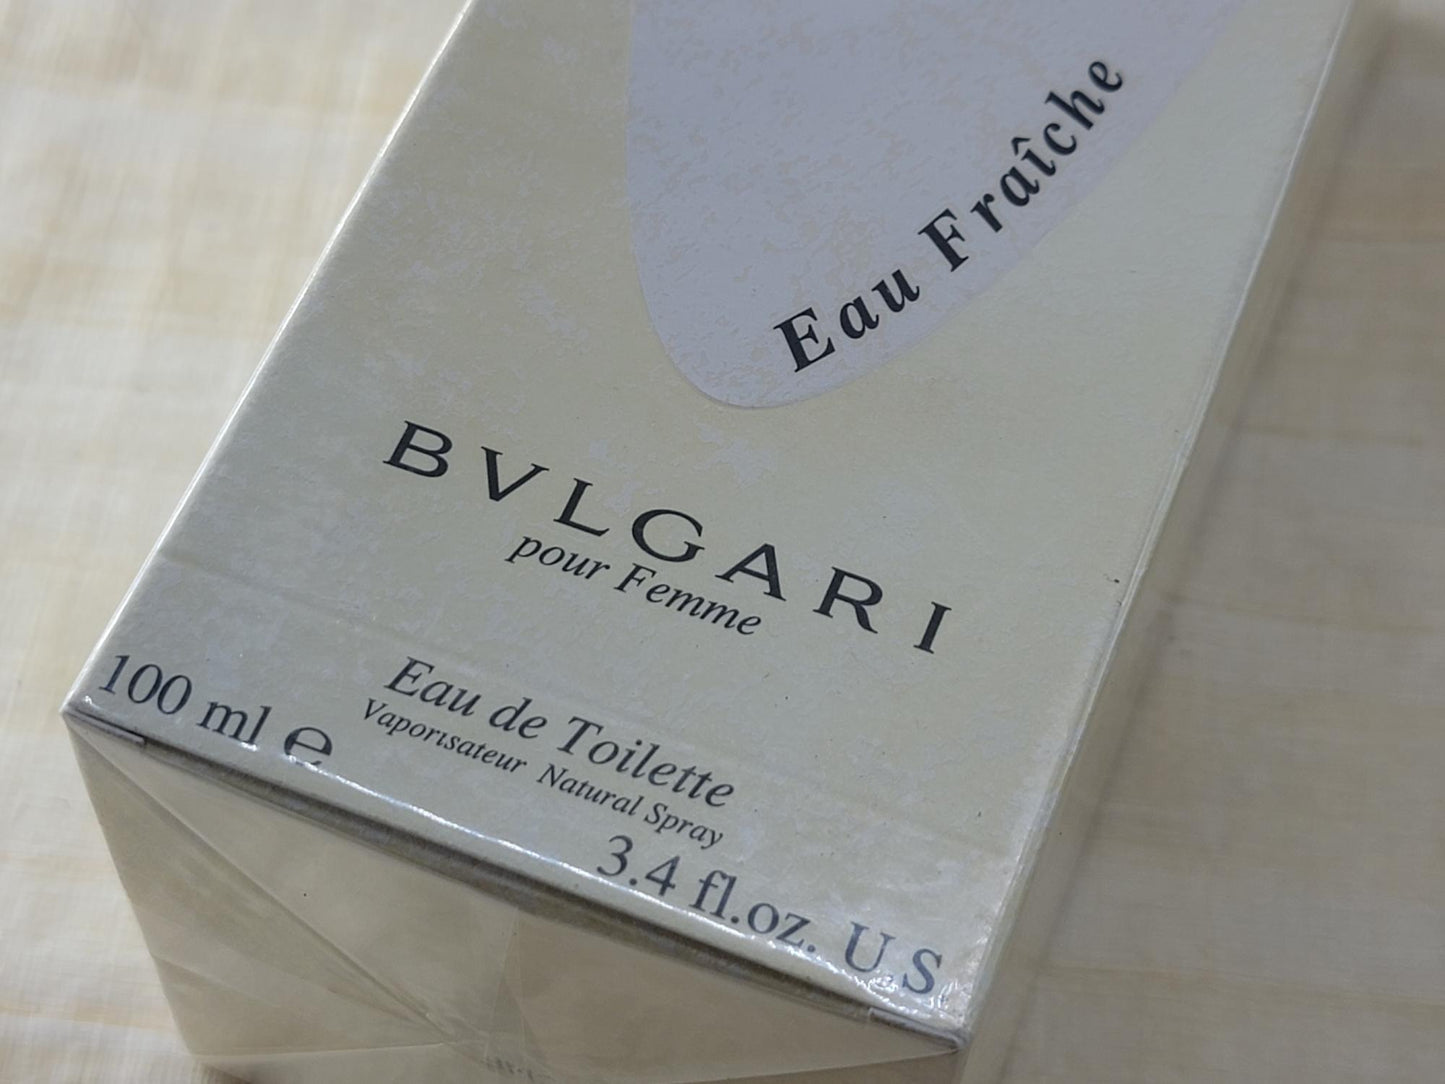 Eau Fraîche
BVLGARI
pour Femme
Eau de Toilette
Vaporisateur Natural Spray
100 ml ℮
3.4 fl.oz. U.S.